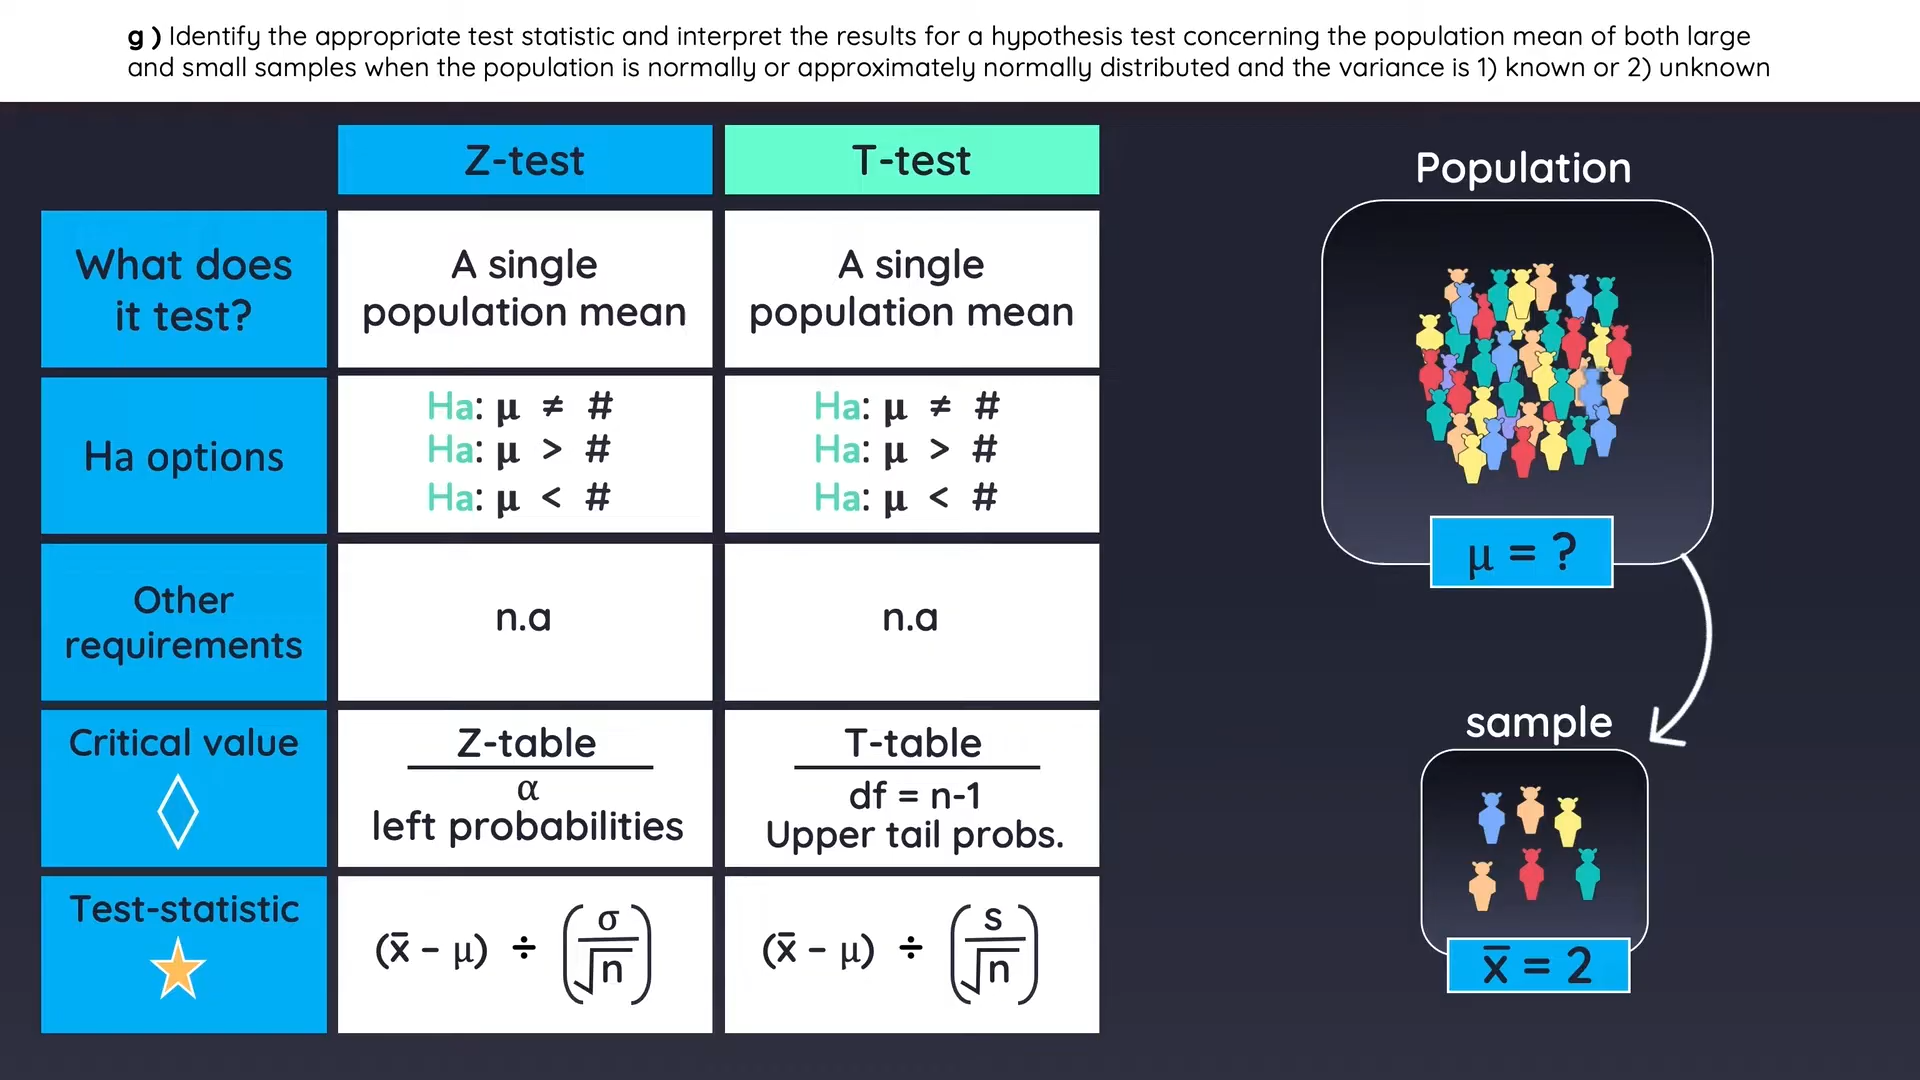 g ) Identify the appropriate test statistic and interpret the results for a hypothesis test concerning the population mean of both large
and small samples when the population is normally or approximately normally distributed and the variance is 1) known or 2) unknown
Z-test
T-test
What does
it test?
A single
population mean
A single
population mean
Ha options
Ha: μ ≠ #
Ha: μ > #
Ha: μ < #
Ha: μ ≠ #
Ha: μ > #
Ha: μ < #
Other
requirements
n.a
n.a
Critical value
Z-table
α
left probabilities
T-table
df = n-1
Upper tail probs.
Test-statistic
(x̄ - μ) ÷ (σ/√n)
(x̄ - μ) ÷ (s/√n)
Population
μ = ?
sample
x̄ = 2